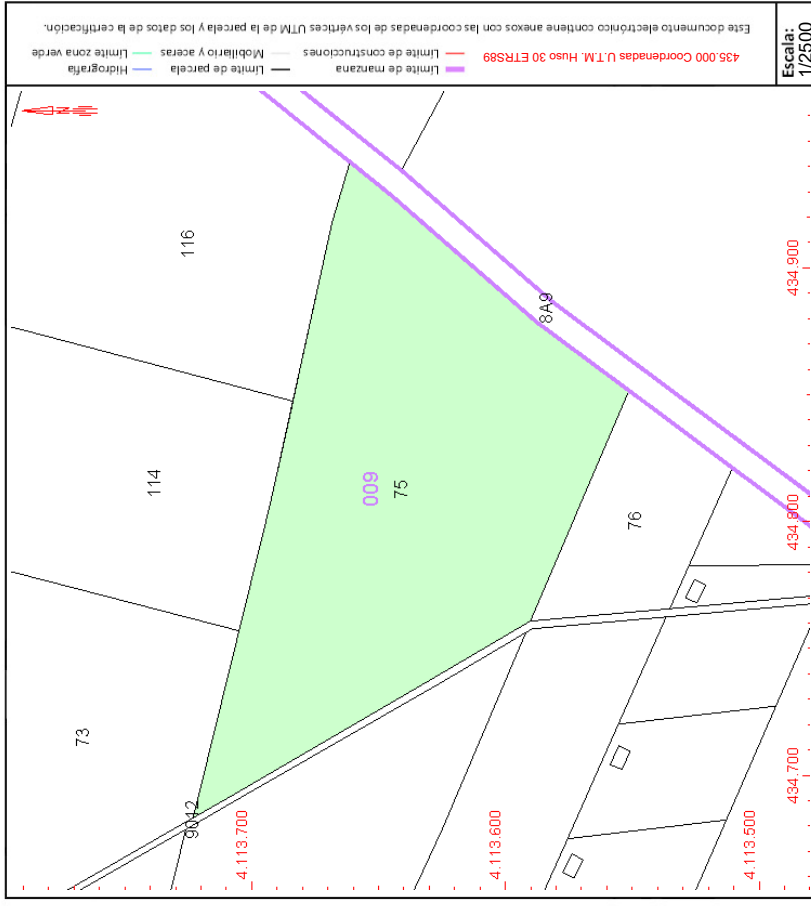 Este documento electrónico contiene anexos con las coordenadas de los vértices UTM de la parcela y los datos de la certificación.
435.000 Coordenadas U.T.M. Huso 30 ETRS89
Límite de manzana
Límite de construcciones
Límite de parcela
Mobiliario y aceras
Hidrografía
Límite zona verde
Escala:
1/2500
116
114
73
009
75
8A9
76
9042
434.900
434.800
434.700
4.113.700
4.113.600
4.113.500